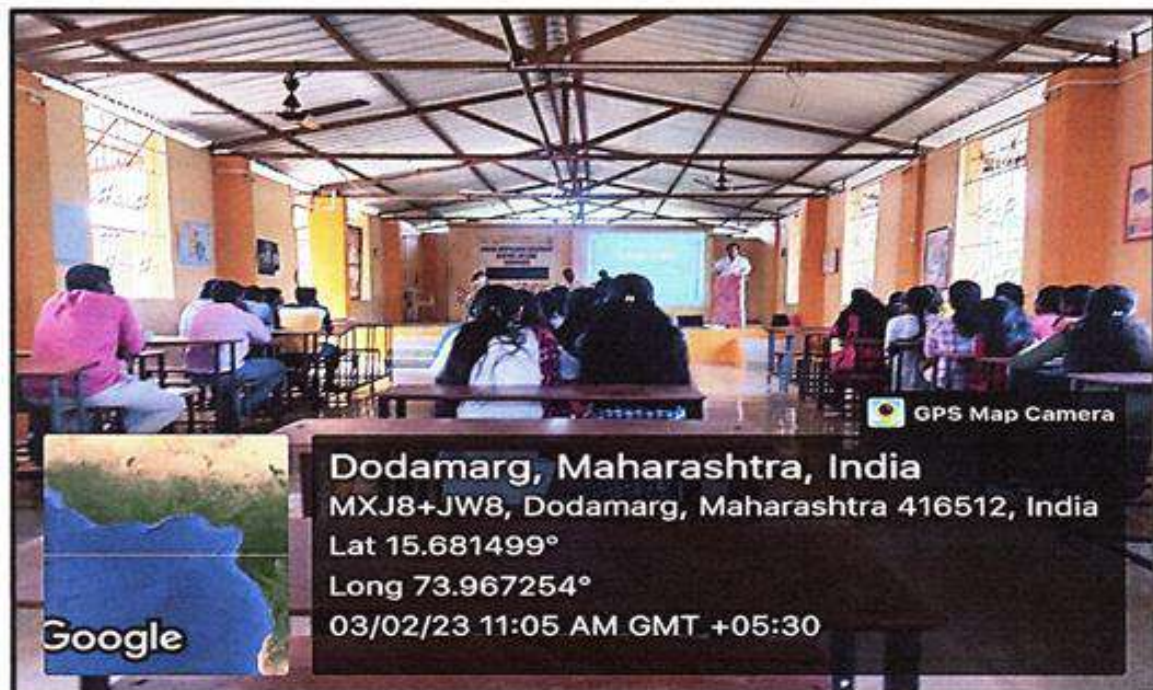 GPS Map Camera
Dodamarg, Maharashtra, India
MXJ8+JW8, Dodamarg, Maharashtra 416512, India
Lat 15.681499°
Long 73.967254°
03/02/23 11:05 AM GMT +05:30
Google